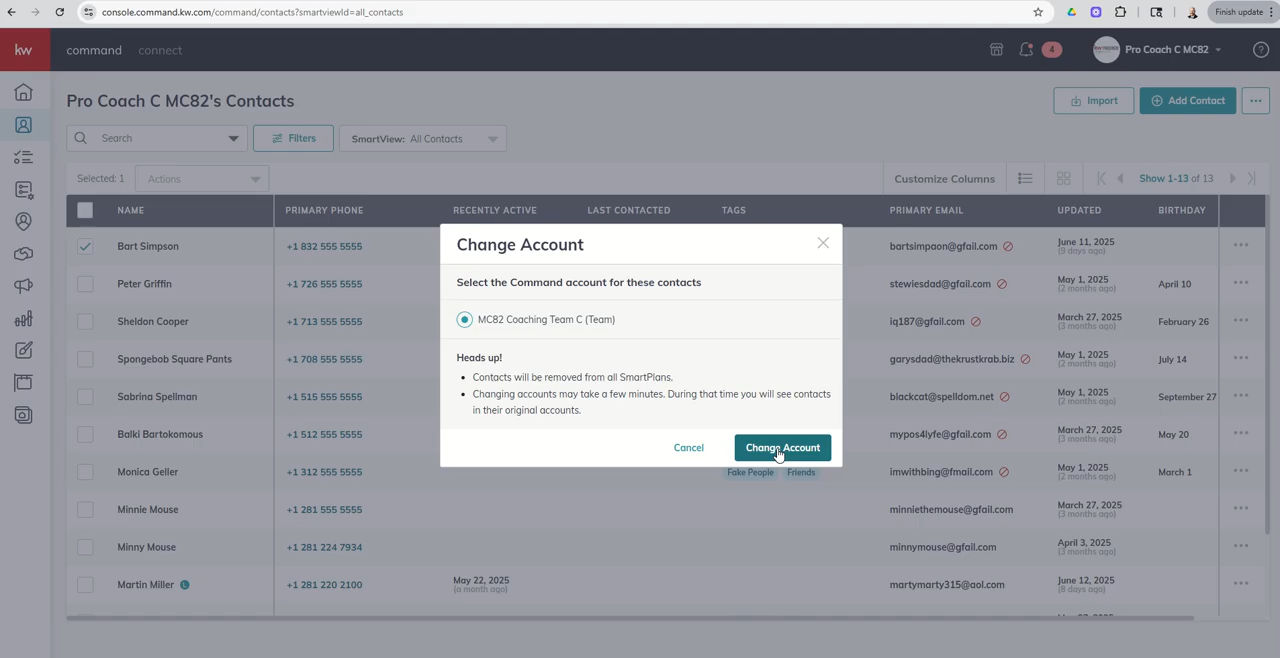 console.command.kw.com/command/contacts?smartviewId=all_contacts
Finish update
kw
command
connect
4
Pro Coach C MC82
Pro Coach C MC82's Contacts
Import
Add Contact
Search
Filters
SmartView: All Contacts
Selected: 1
Actions
Customize Columns
Show 1-13 of 13
NAME PRIMARY PHONE RECENTLY ACTIVE LAST CONTACTED TAGS PRIMARY EMAIL UPDATED BIRTHDAY
Bart Simpson +1 832 555 5555 bartsimpaon@gfail.com June 11, 2025
(9 days ago)
Peter Griffin +1 726 555 5555 stewiesdad@gfail.com May 1, 2025 April 10
(2 months ago)
Sheldon Cooper +1 713 555 5555 iq187@gfail.com March 27, 2025 February 26
(3 months ago)
Spongebob Square Pants +1 708 555 5555 garysdad@thekrustkrab.biz May 1, 2025 July 14
(2 months ago)
Sabrina Spellman +1 515 555 5555 blackcat@spelldom.net May 1, 2025 September 27
(2 months ago)
Balki Bartokomous +1 512 555 5555 mypos4lyfe@gfail.com March 27, 2025 May 20
(3 months ago)
Monica Geller +1 312 555 5555 Fake People Friends imwithbing@fmail.com May 1, 2025 March 1
(2 months ago)
Minnie Mouse +1 281 555 5555 minniethemouse@gfail.com March 27, 2025
(3 months ago)
Minny Mouse +1 281 224 7934 minnymouse@gfail.com April 3, 2025
(3 months ago)
Martin Miller L +1 281 220 2100 May 22, 2025 martymarty315@aol.com June 12, 2025
(a month ago) (8 days ago)
Change Account
Select the Command account for these contacts
MC82 Coaching Team C (Team)
Heads up!
Contacts will be removed from all SmartPlans.
Changing accounts may take a few minutes. During that time you will see contacts
in their original accounts.
Cancel
Change Account